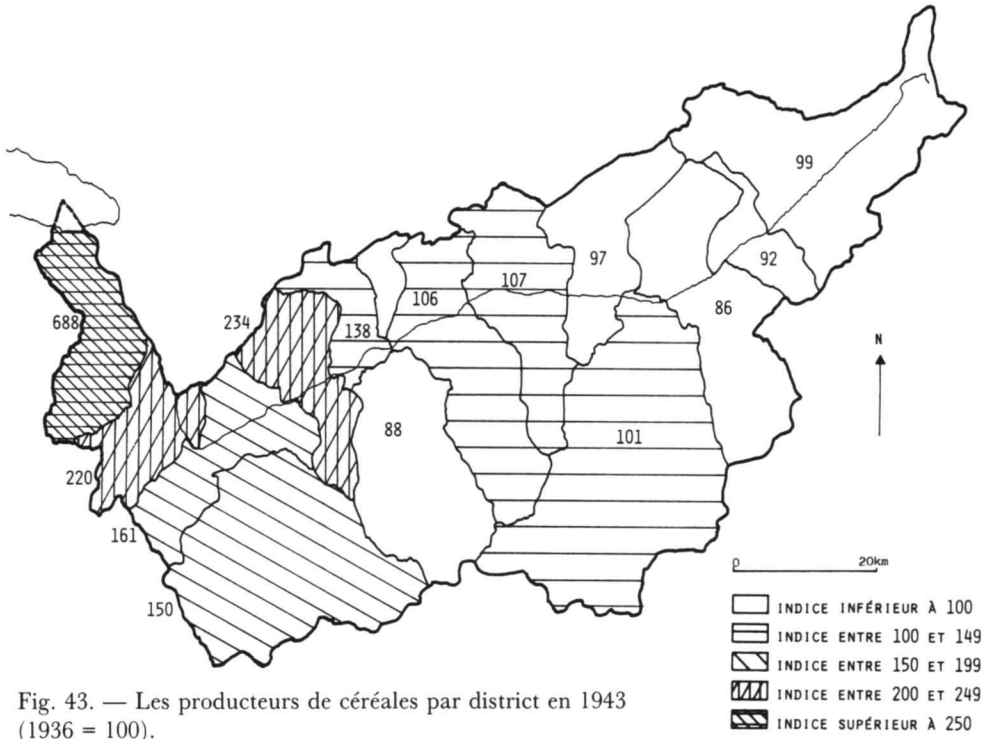 99
97
92
107
106
86
688
234
138
N
88
101
220
161
150
0 20km
INDICE INFÉRIEUR À 100
INDICE ENTRE 100 ET 149
INDICE ENTRE 150 ET 199
INDICE ENTRE 200 ET 249
INDICE SUPÉRIEUR À 250
Fig. 43. — Les producteurs de céréales par district en 1943
(1936 = 100).